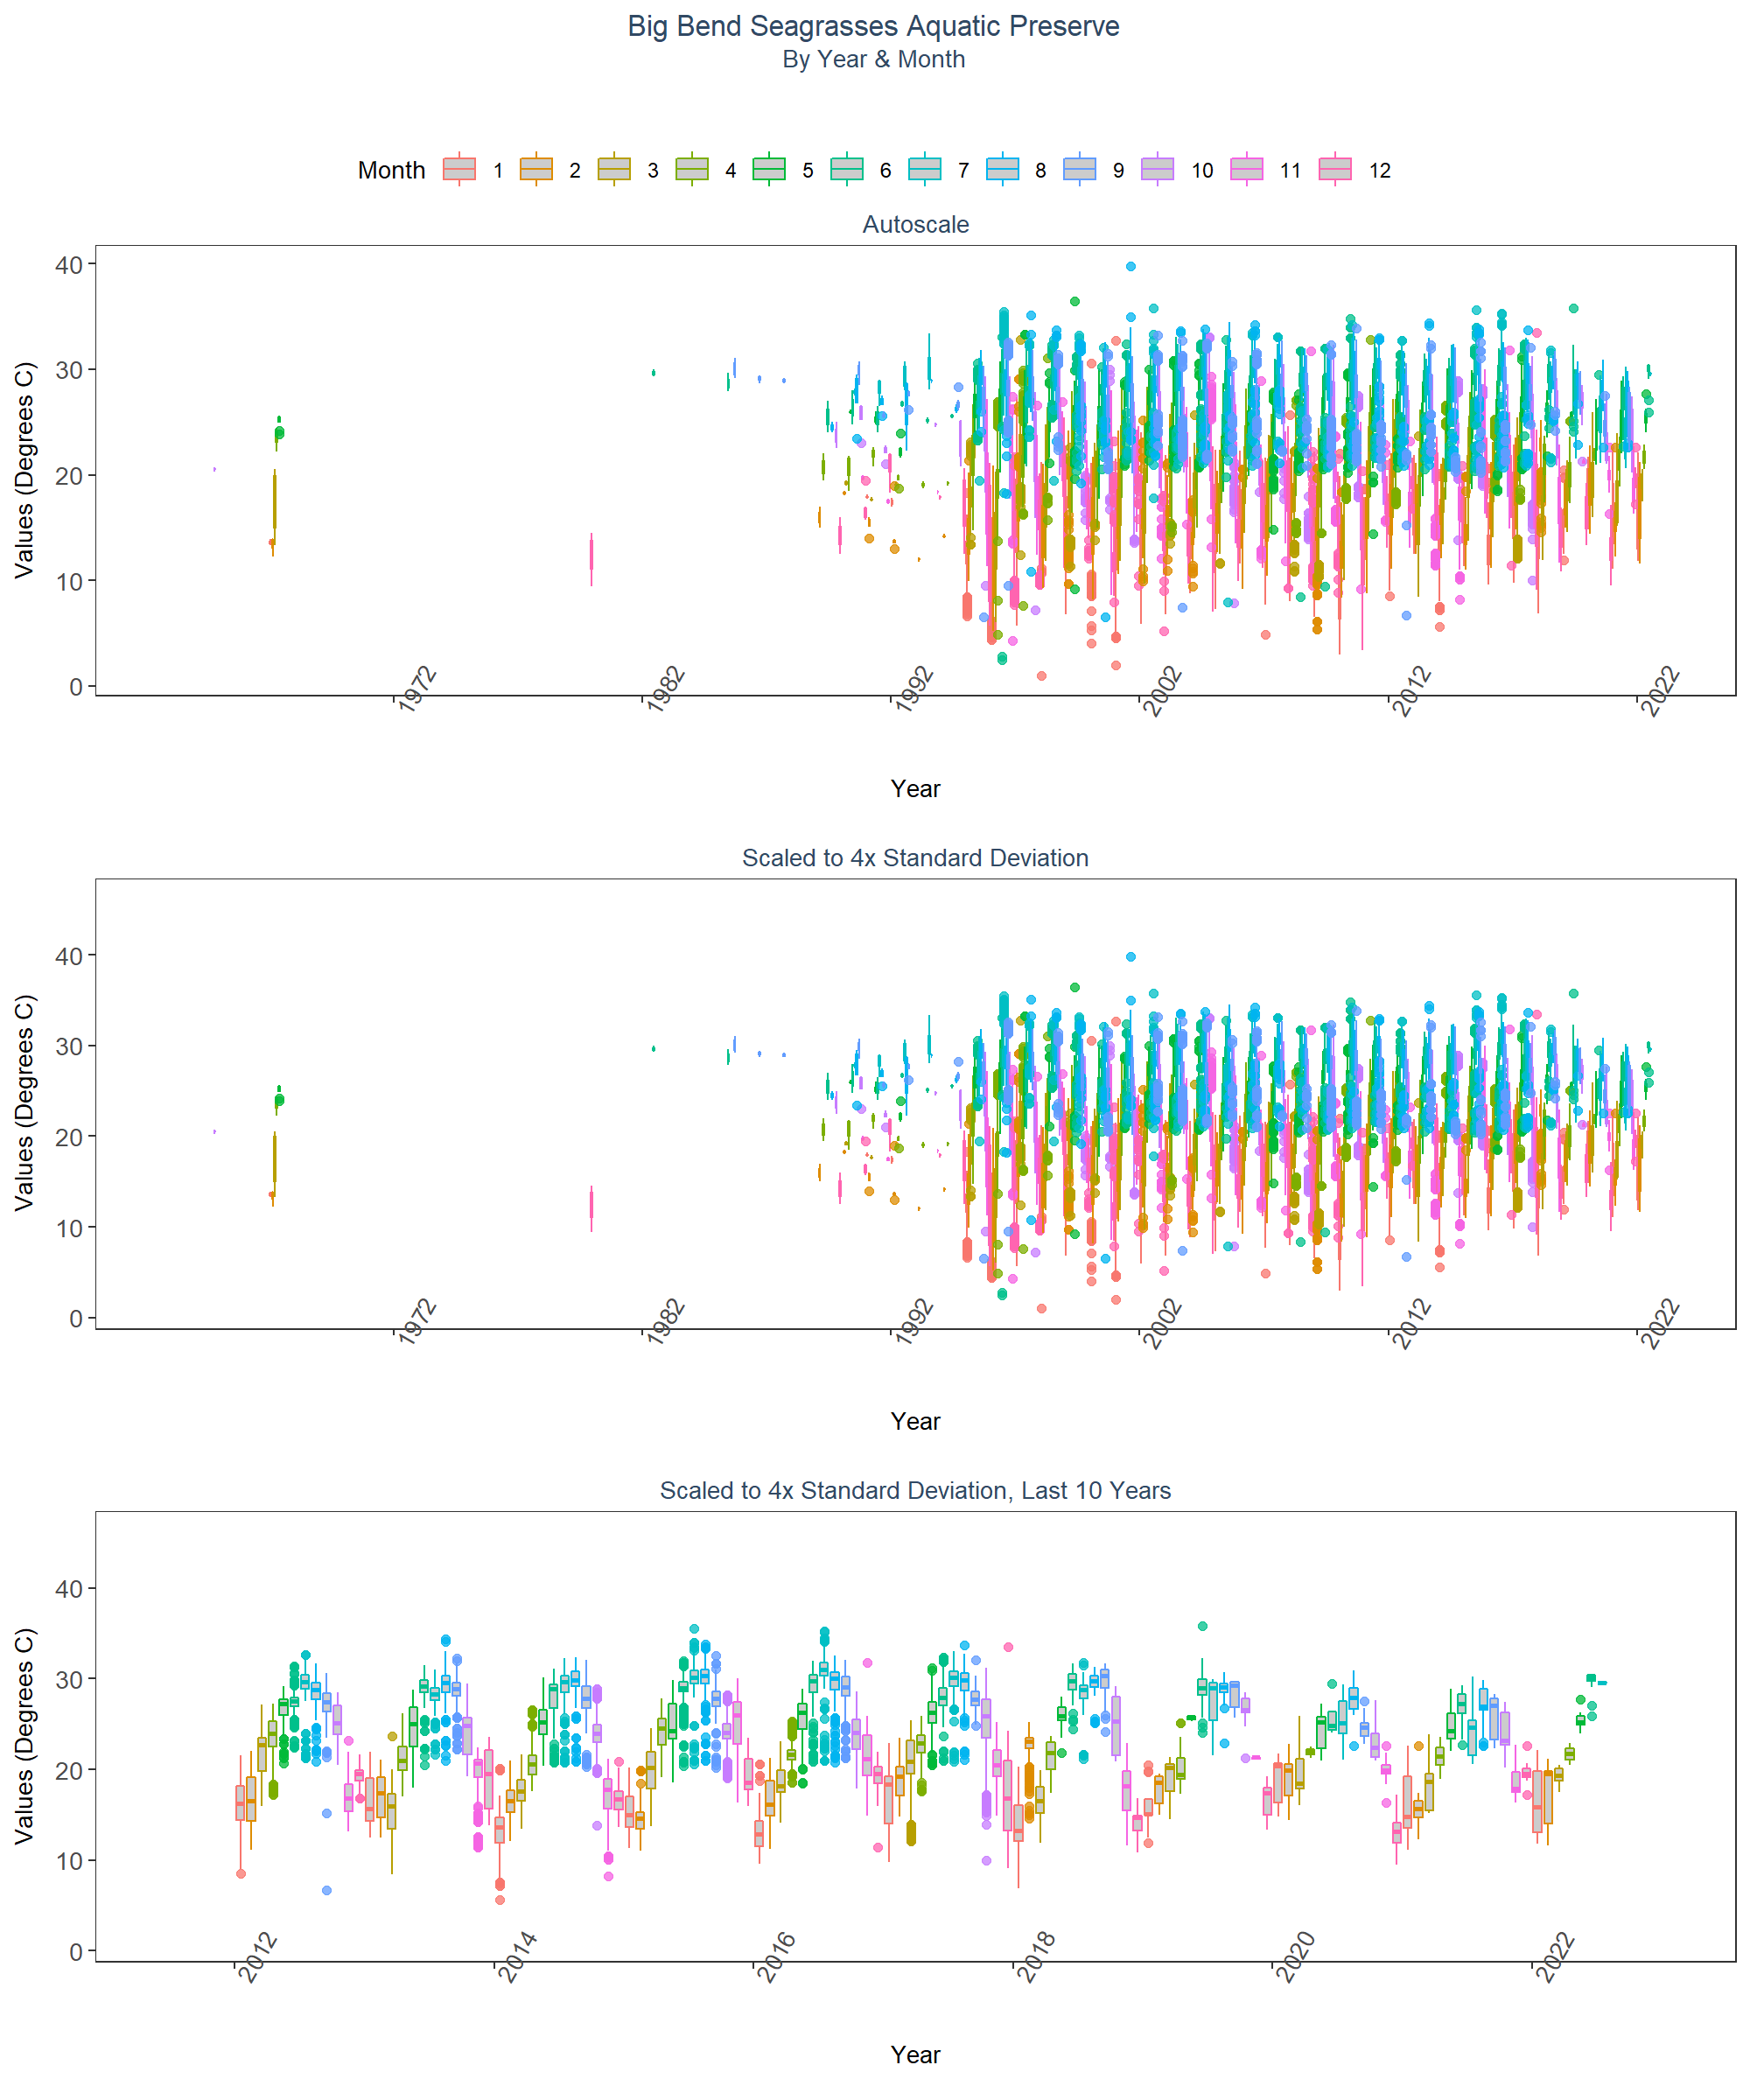 Big Bend Seagrasses Aquatic Preserve
By Year & Month
Month 1 2 3 4 5 6 7 8 9 10 11 12
Autoscale
Values (Degrees C)
40
30
20
10
0
1972 1982 1992 2002 2012 2022
Year
Scaled to 4x Standard Deviation
Values (Degrees C)
40
30
20
10
0
1972 1982 1992 2002 2012 2022
Year
Scaled to 4x Standard Deviation, Last 10 Years
Values (Degrees C)
40
30
20
10
0
2012 2014 2016 2018 2020 2022
Year